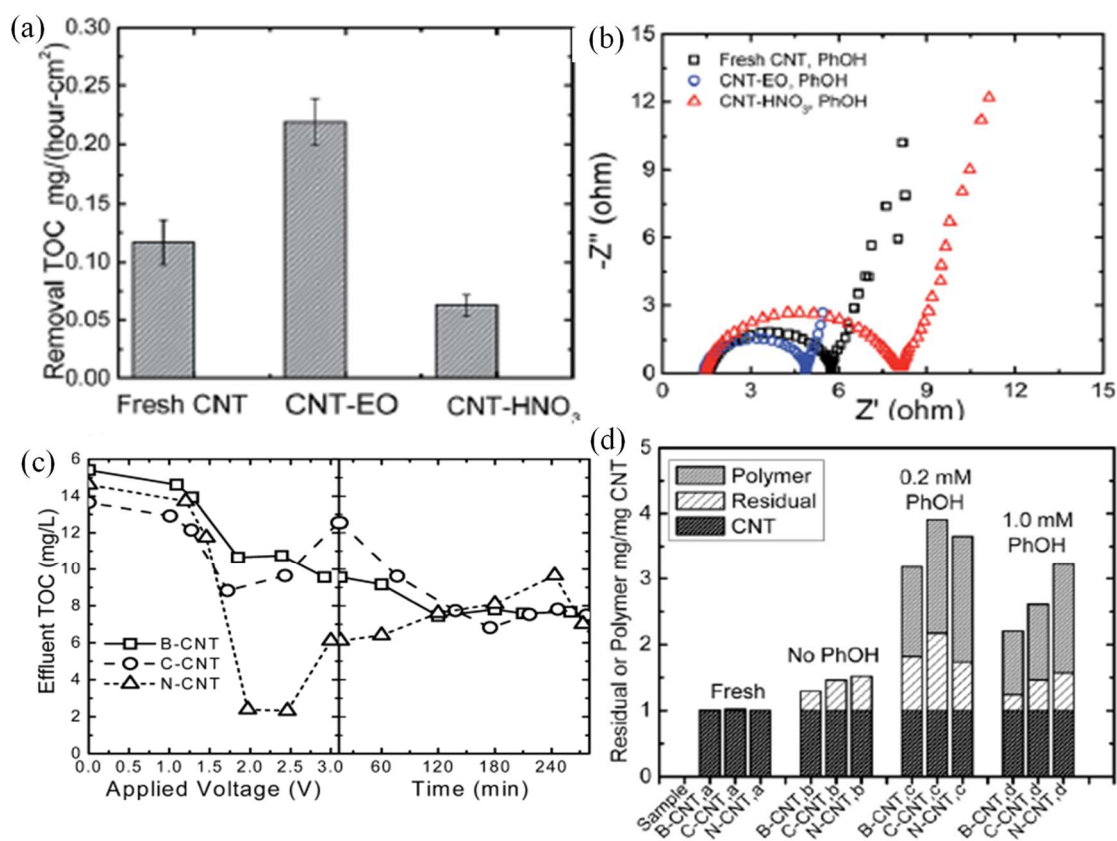 (a)
0.30
0.25
0.20
0.15
0.10
0.05
0.00
Removal TOC mg/(hour-cm²)
Fresh CNT
CNT-EO
CNT-HNO₃
(b)
15
12
9
6
3
0
-Z" (ohm)
Fresh CNT, PhOH
CNT-EO, PhOH
CNT-HNO₃, PhOH
0 3 6 9 12 15
Z' (ohm)
(c)
16
14
12
10
8
6
4
2
0
Effluent TOC (mg/L)
B-CNT
C-CNT
N-CNT
0.0 0.5 1.0 1.5 2.0 2.5 3.0 60 120 180 240
Applied Voltage (V)
Time (min)
(d)
5
4
3
2
1
0
Residual or Polymer mg/mg CNT
Polymer
Residual
CNT
Fresh
No PhOH
0.2 mM
PhOH
1.0 mM
PhOH
Sample
B-CNT,a
C-CNT,a
N-CNT,a
B-CNT,b
C-CNT,b
N-CNT,b
B-CNT,c
C-CNT,c
N-CNT,c
B-CNT,d
C-CNT,d
N-CNT,d